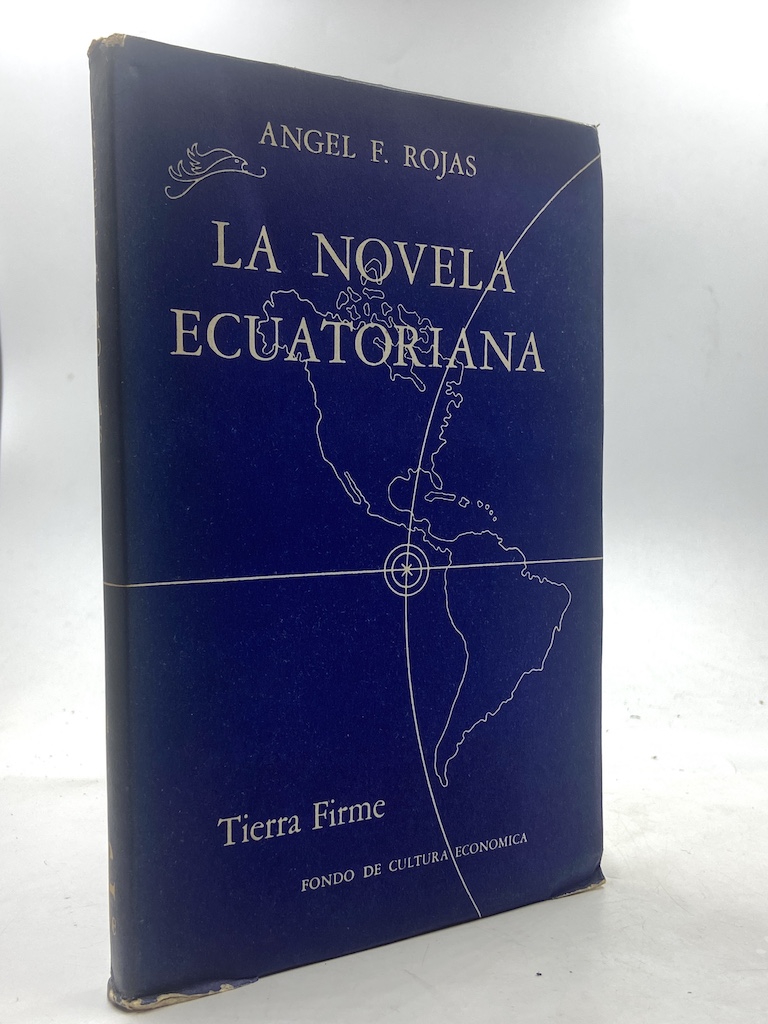 ANGEL F. ROJAS
LA NOVELA
ECUATORIANA
Tierra Firme
FONDO DE CULTURA ECONOMICA